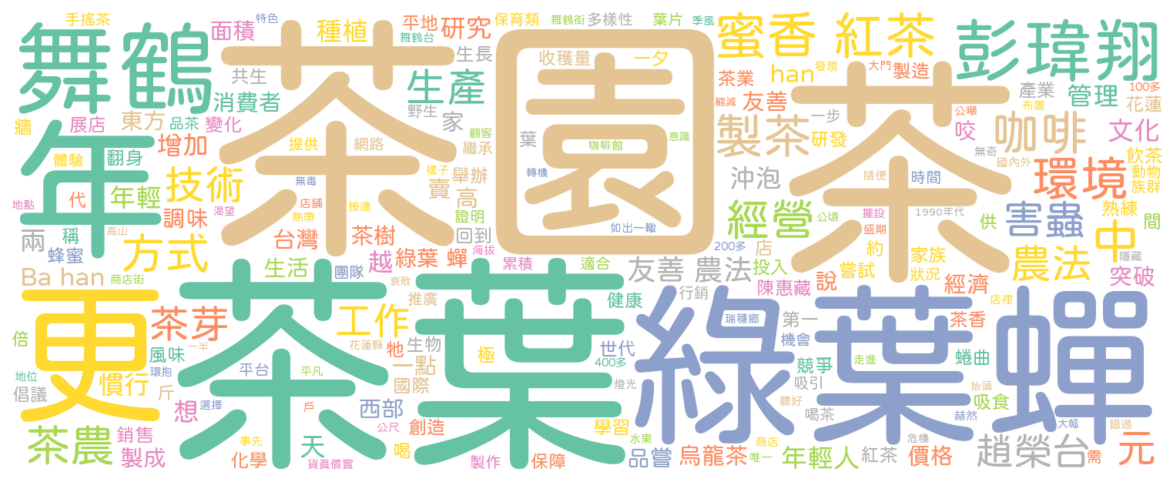 手搖茶
特色
面積
種植
平地
舞鶴台
研究
保育類
舞鶴街
多樣性
葉片
季風
蜜香 紅茶
彭瑋翔
舞鶴
茶
園
茶
共生
消費者
生產
生長
野生
家
收穫量
一夕
茶業
han
發現
大門
製造
產業
100多
花蓮
布置
管理
牆
展店
東方
品茶
變化
縮減
友善
公噸
一步
咖啡
文化
年
體驗
翻身
增加
提供
網路
顧客
繼承
葉
咖啡館
意識
製茶
研發
咬
無奇
國內外
飲茶
動物
族群
環境
地點
代
年輕
技術
無毒
樣子
賣
舉辦
高
轉機
沖泡
隨便
時間
渴望
調味
店舖
熱帶
接連
證明
如出一轍
經營
公頃
擺設
盛期
1990年代
供
害蟲
熟練
間
中
兩
稱
高山
蜂蜜
方式
台灣
茶樹
回到
海拔
200多
店
約
家族
隱藏
Ba han
商店街
生活
團隊
越
綠葉 蟬
累積
適合
友善 農法
投入
嘗試
狀況
農法
陳惠藏
說
經濟
突破
更
茶芽
茶
衰敗
推廣
葉
健康
行銷
綠葉蟬
瑞穗鄉
第一
店裡
茶香
倍
風味
一半
工作
花蓮縣
牠
生物
世代
機會
地位
環抱
慣行
平台
平凡
極
一點
400多
競爭
走進
蜷曲
倡議
斤
選擇
想
戶
西部
國際
燈光
吸引
聽好
抬頭
吸食
喝茶
赫然
大幅
錯過
茶農
銷售
製成
事先
天
公尺
創造
學習
水果
商店
危機
趙榮台
元
化學
貨真價實
喝
製作
保障
品嘗
烏龍茶
唯一
年輕人
紅茶
價格
需